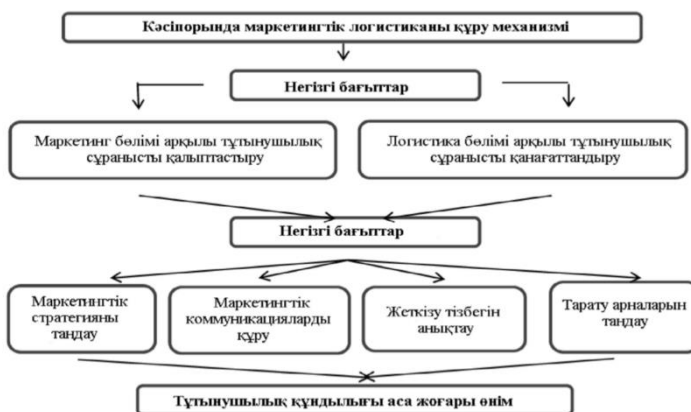 Кәсіпорында маркетингтік логистиканы құру механизмі
Негізгі бағыттар
Маркетинг бөлімі арқылы тұтынушылық
сұранысты қалыптастыру
Логистика бөлімі арқылы тұтынушылық
сұранысты қанағаттандыру
Негізгі бағыттар
Маркетингтік
стратегияны
таңдау
Маркетингтік
коммуникацияларды
құру
Жеткізу тізбегін
анықтау
Тарату арналарын
таңдау
Тұтынушылық құндылығы аса жоғары өнім